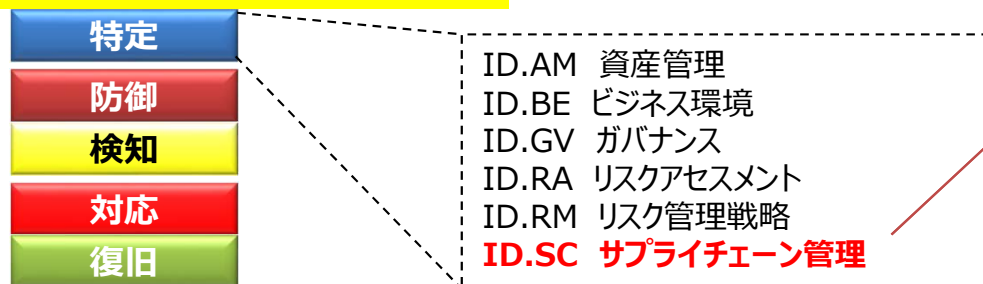 特定
防御
検知
対応
復旧
ID.AM 資産管理
ID.BE ビジネス環境
ID.GV ガバナンス
ID.RA リスクアセスメント
ID.RM リスク管理戦略
ID.SC サプライチェーン管理